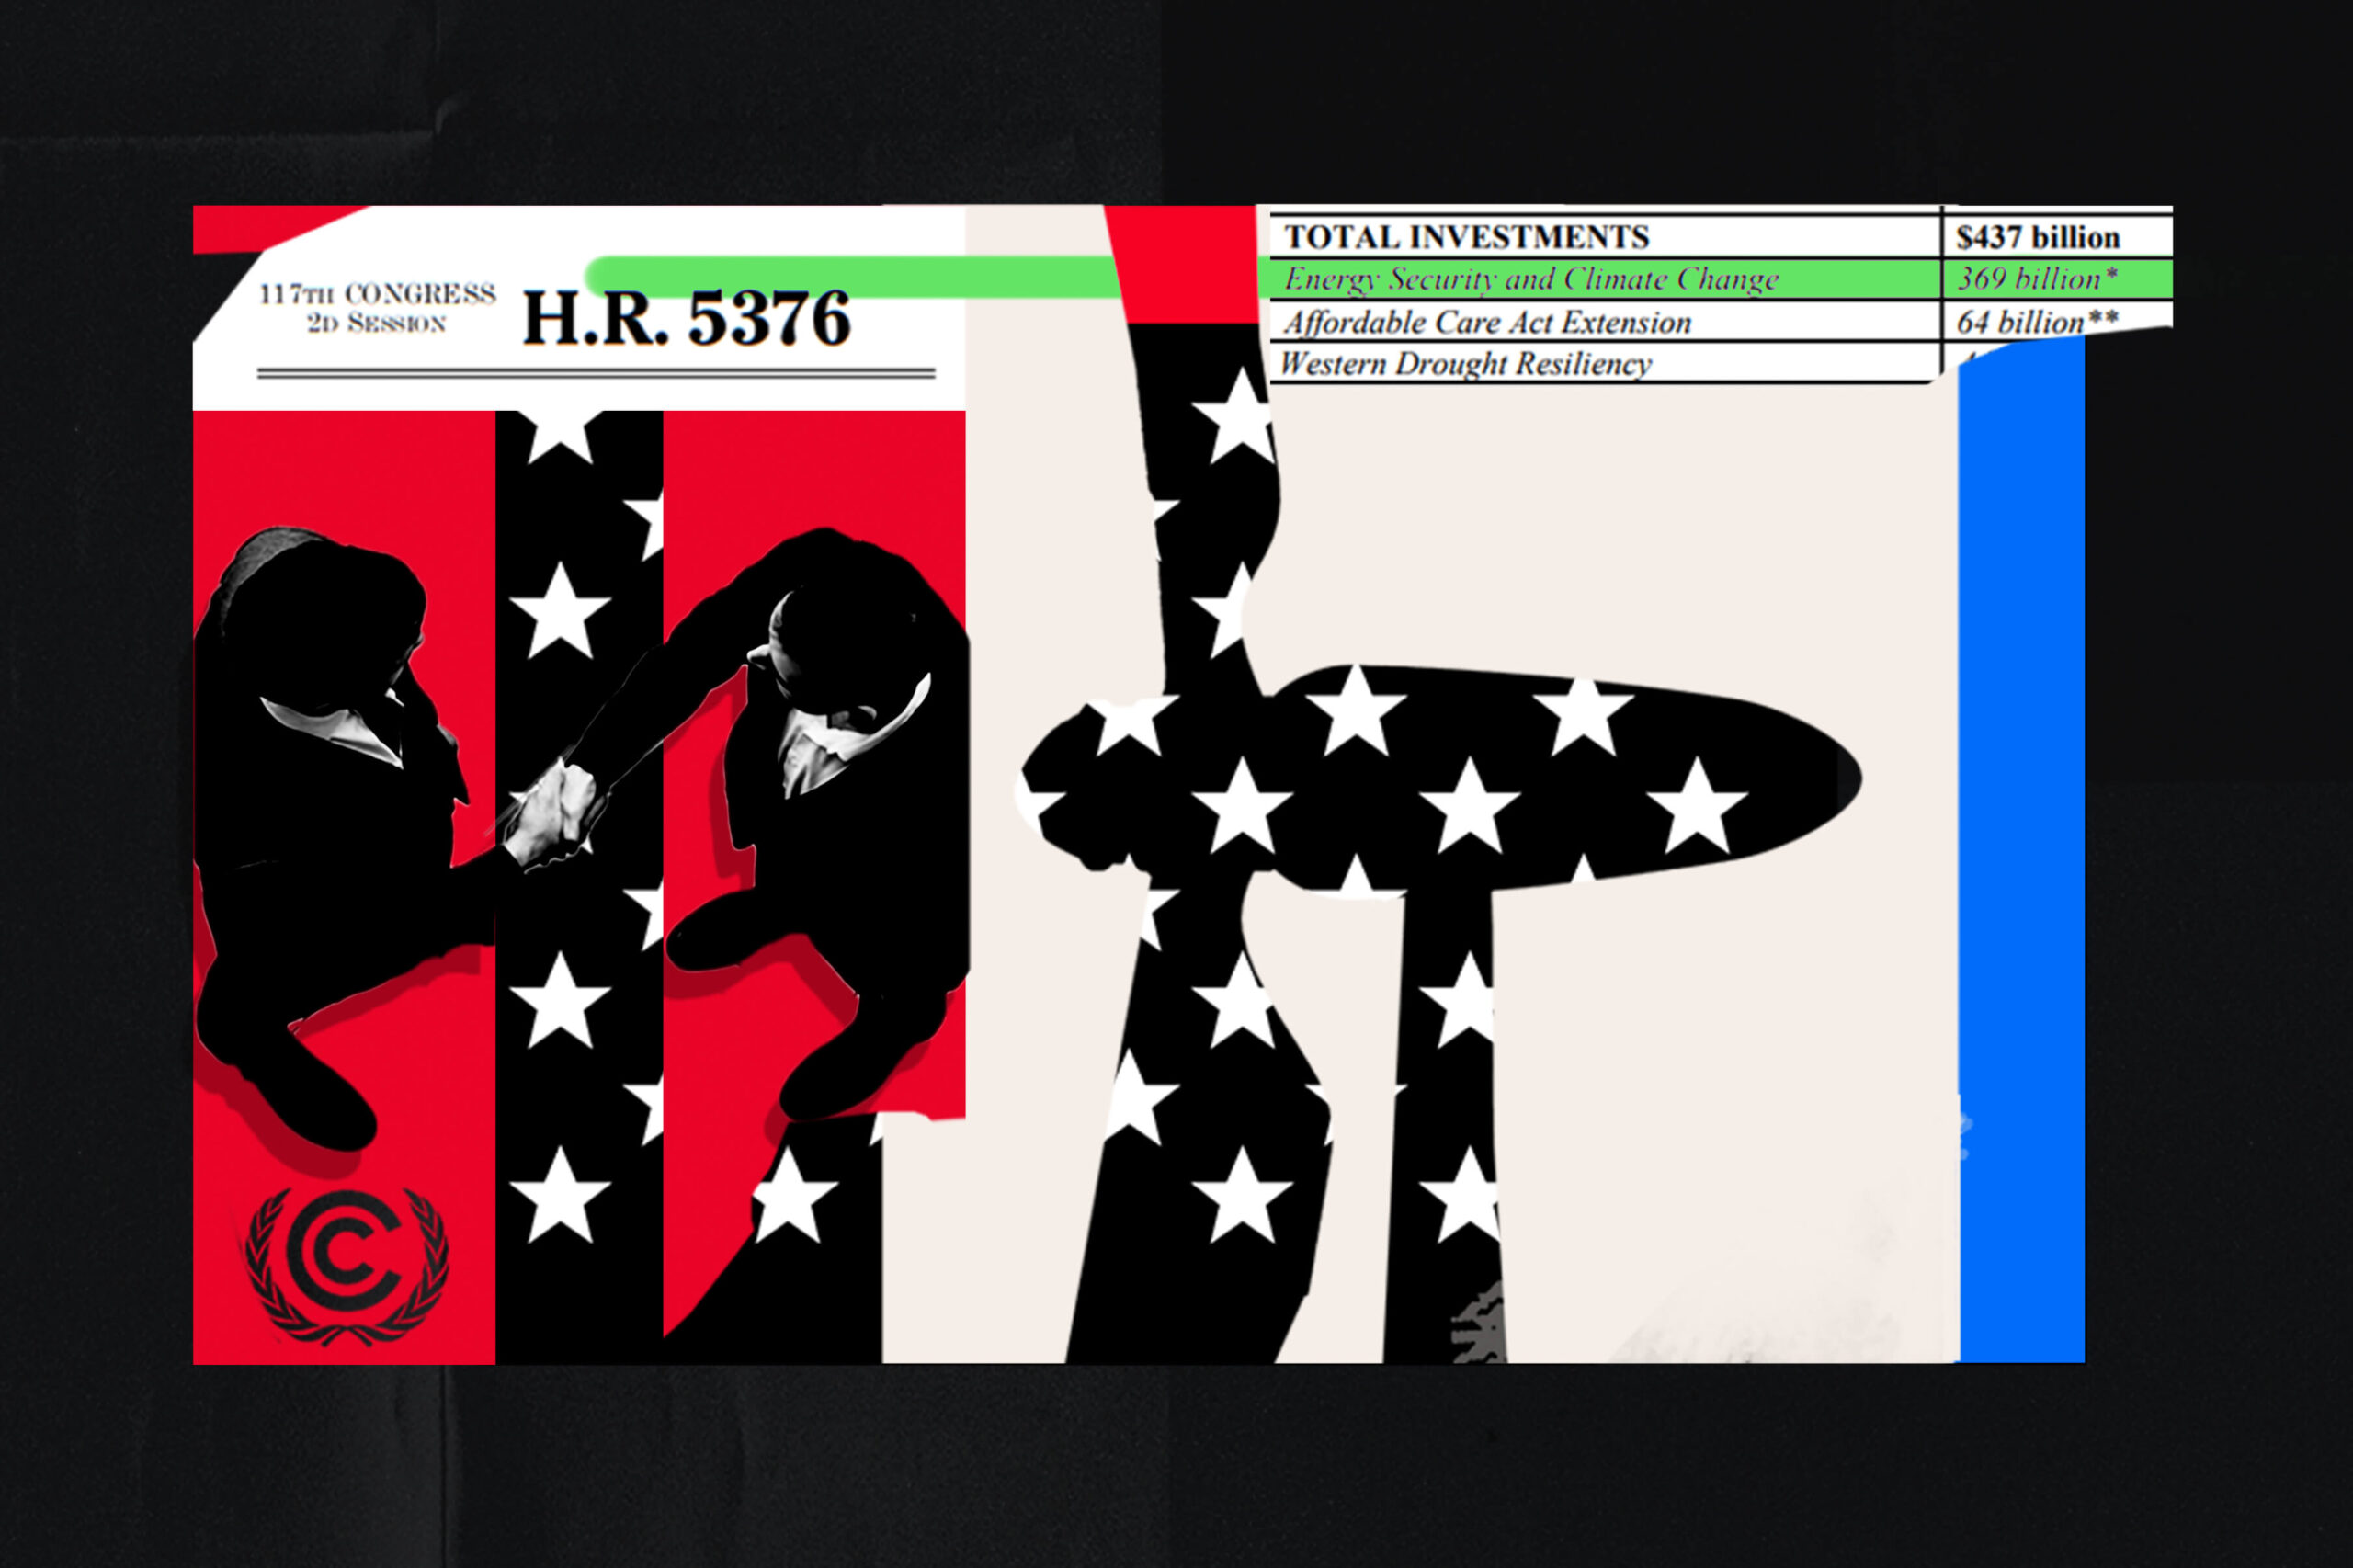 117TH CONGRESS
2D SESSION
H.R. 5376
TOTAL INVESTMENTS $437 billion
Energy Security and Climate Change 369 billion*
Affordable Care Act Extension 64 billion**
Western Drought Resiliency